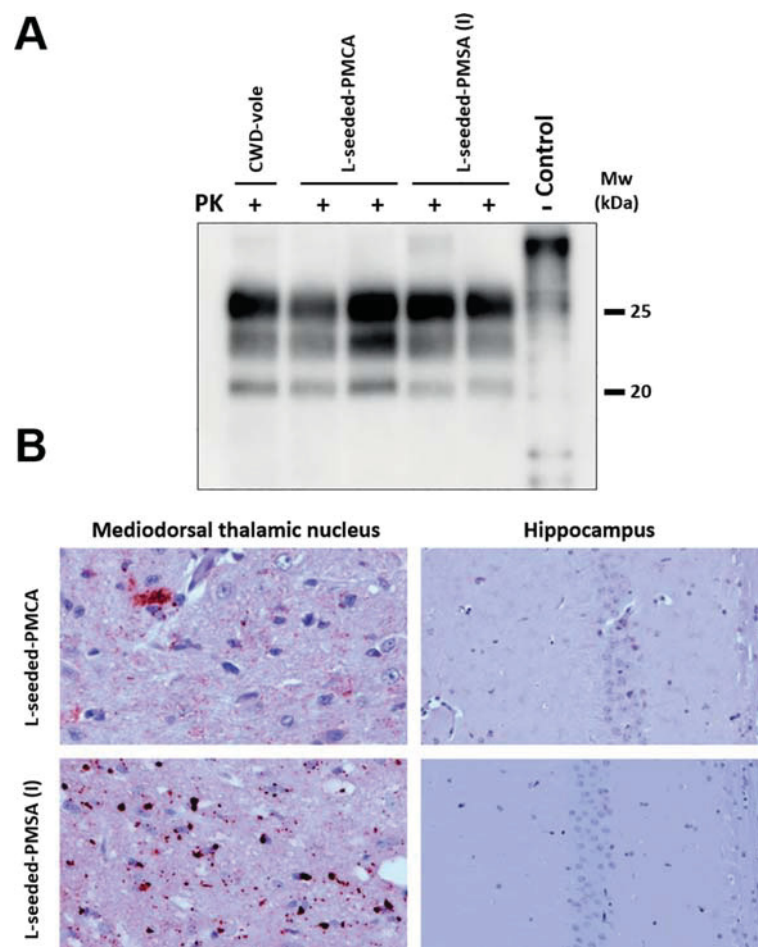 A
CWD-vole
L-seeded-PMCA
L-seeded-PMSA (I)
- Control
Mw
(kDa)
PK + + + + +
25
20
B
Mediodorsal thalamic nucleus
Hippocampus
L-seeded-PMCA
L-seeded-PMSA (I)